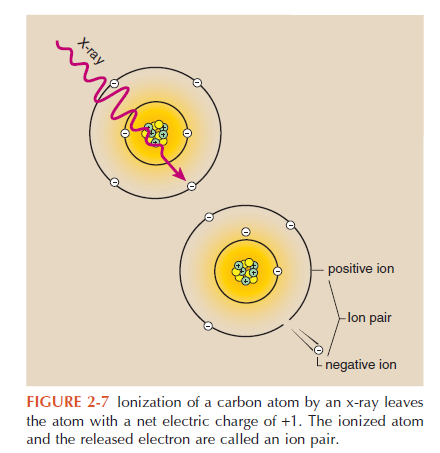 X-ray
positive ion
Ion pair
negative ion
FIGURE 2-7 Ionization of a carbon atom by an x-ray leaves
the atom with a net electric charge of +1. The ionized atom
and the released electron are called an ion pair.